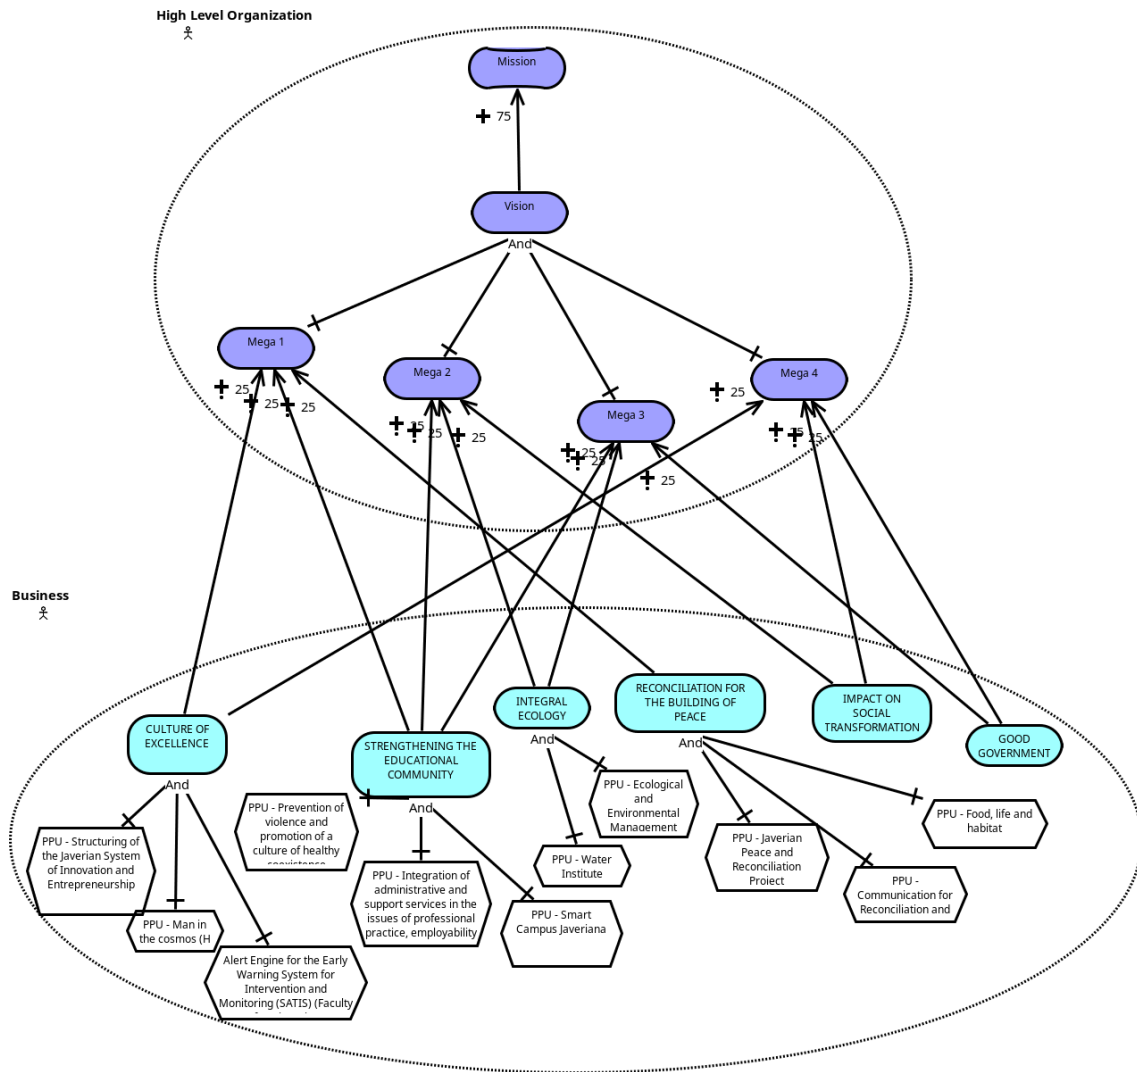 High Level Organization
Mission
75
Vision
And
Mega 1
Mega 2
Mega 3
Mega 4
25
25
25
25
25
25
25
25
25
25
Business
CULTURE OF
EXCELLENCE
And
STRENGTHENING THE
EDUCATIONAL
COMMUNITY
And
INTEGRAL
ECOLOGY
And
RECONCILIATION FOR
THE BUILDING OF
PEACE
And
IMPACT ON
SOCIAL
TRANSFORMATION
GOOD
GOVERNMENT
PPU - Structuring of
the Javerian System
of Innovation and
Entrepreneurship
PPU - Man in
the cosmos (H
Alert Engine for the Early
Warning System for
Intervention and
Monitoring (SATIS) (Faculty
PPU - Prevention of
violence and
promotion of a
culture of healthy
PPU - Integration of
administrative and
support services in the
issues of professional
practice, employability
PPU - Smart
Campus Javeriana
PPU - Water
Institute
PPU - Ecological
and
Environmental
Management
PPU - Javerian
Peace and
Reconciliation
Project
PPU -
Communication for
Reconciliation and
PPU - Food, life and
habitat